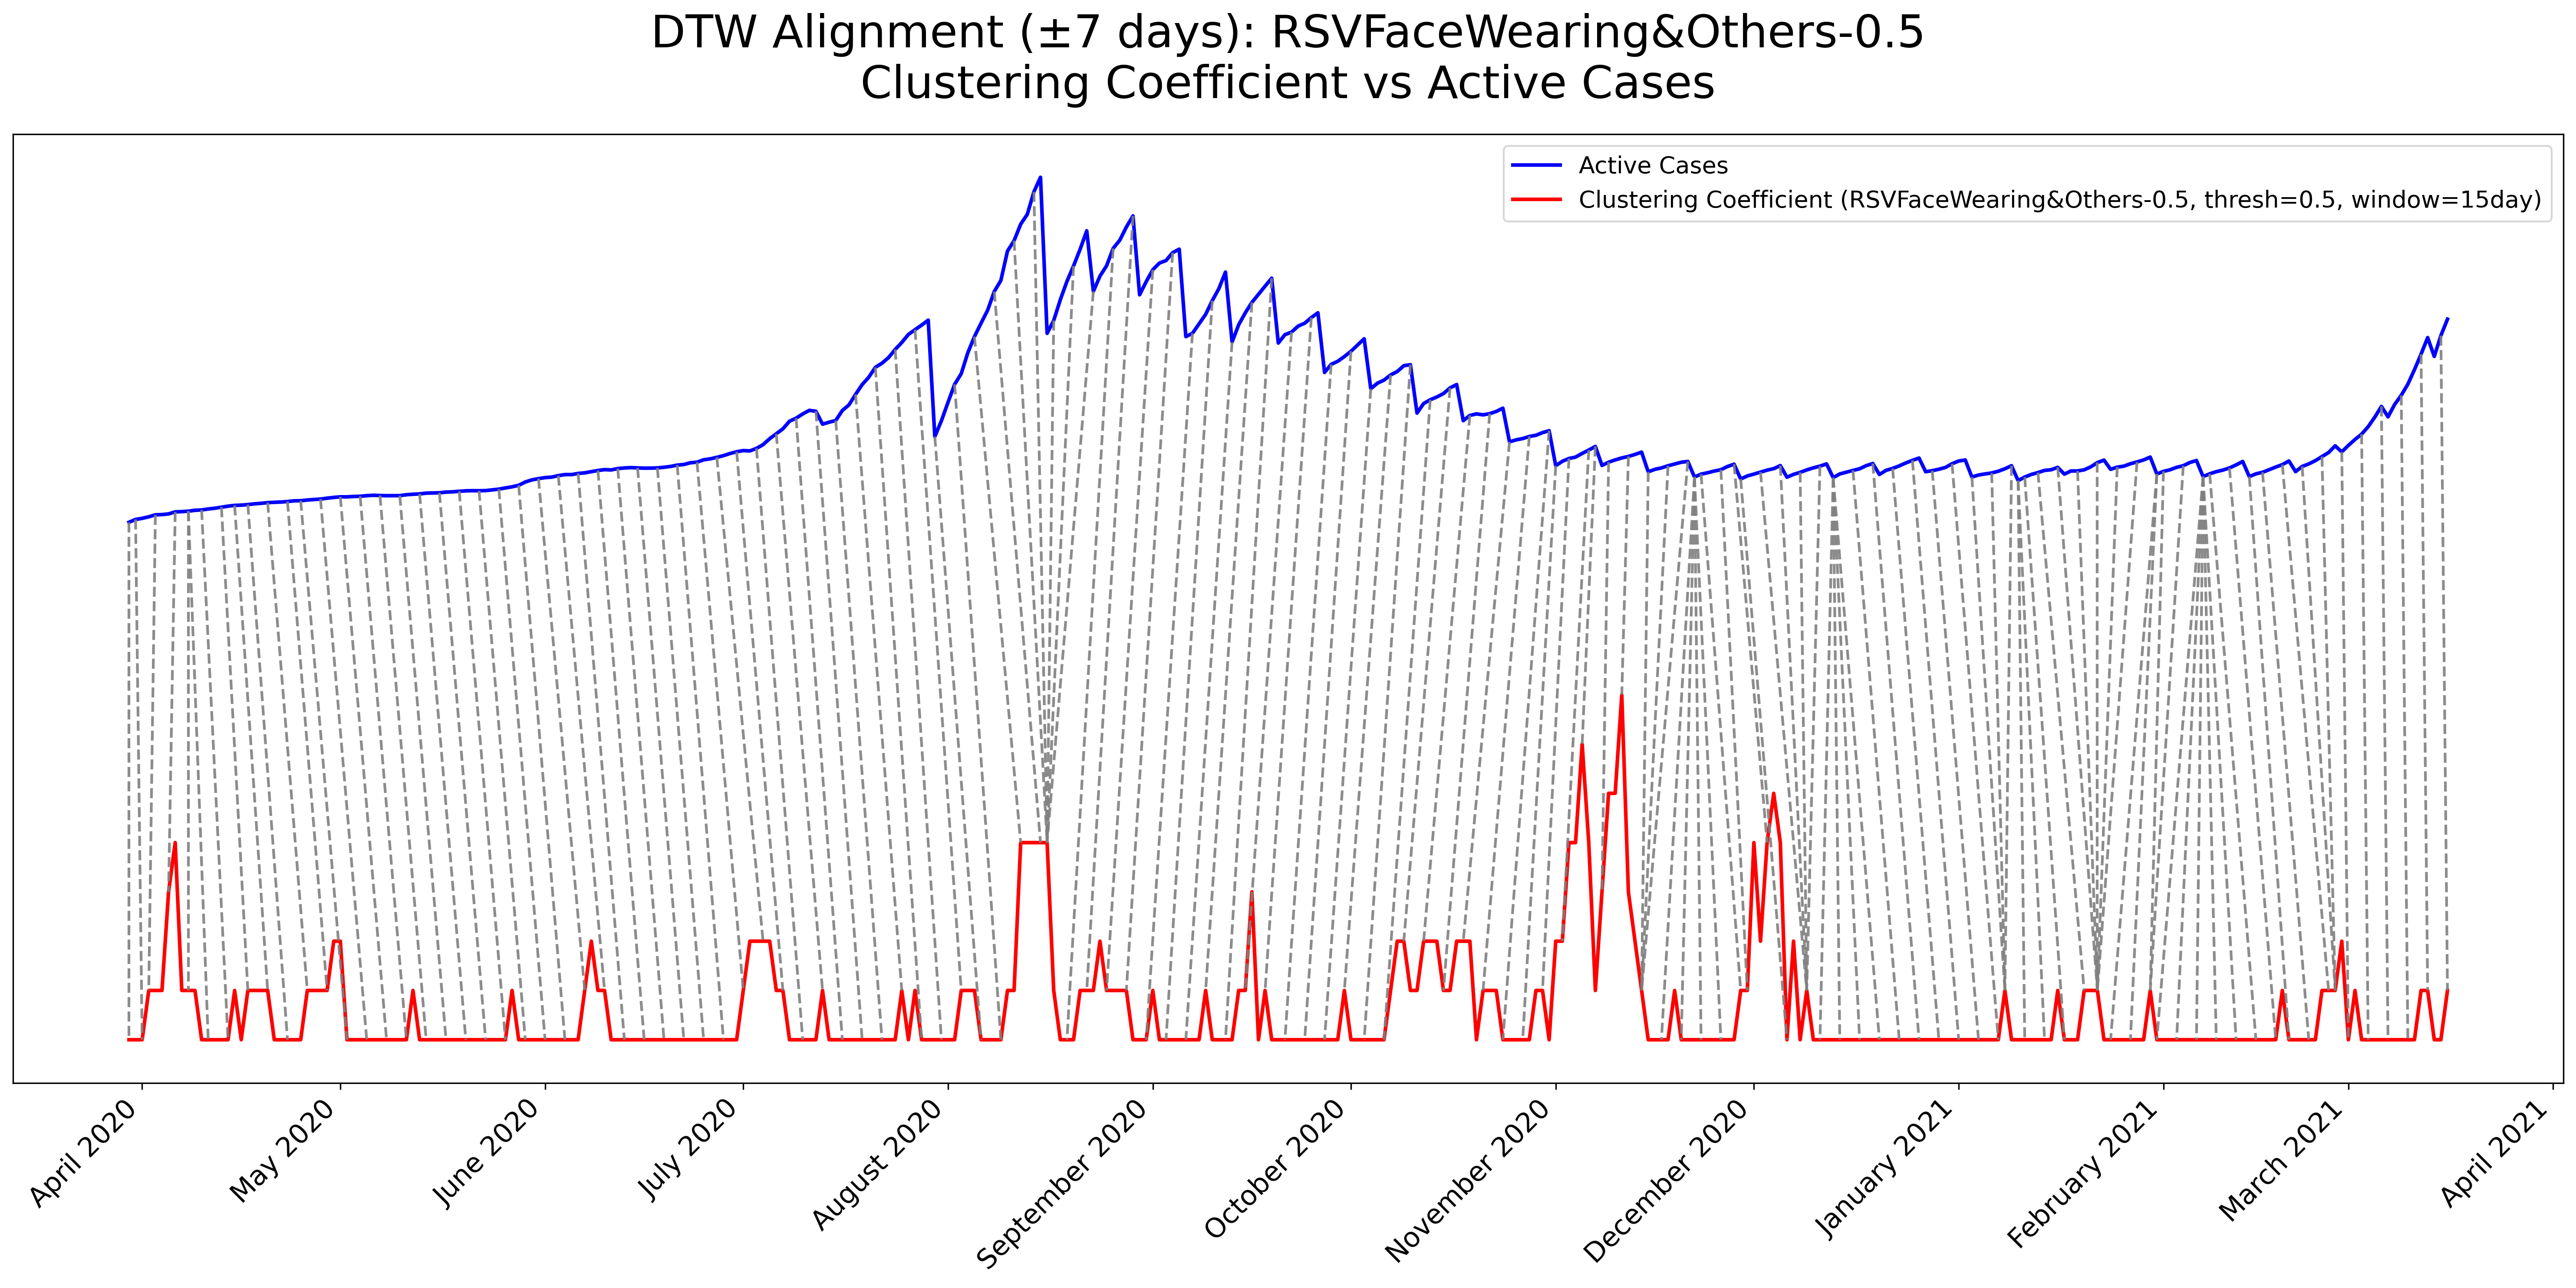 DTW Alignment (±7 days): RSVFaceWearing&Others-0.5
Clustering Coefficient vs Active Cases
Active Cases
Clustering Coefficient (RSVFaceWearing&Others-0.5, thresh=0.5, window=15day)
April 2020
May 2020
June 2020
July 2020
August 2020
September 2020
October 2020
November 2020
December 2020
January 2021
February 2021
March 2021
April 2021